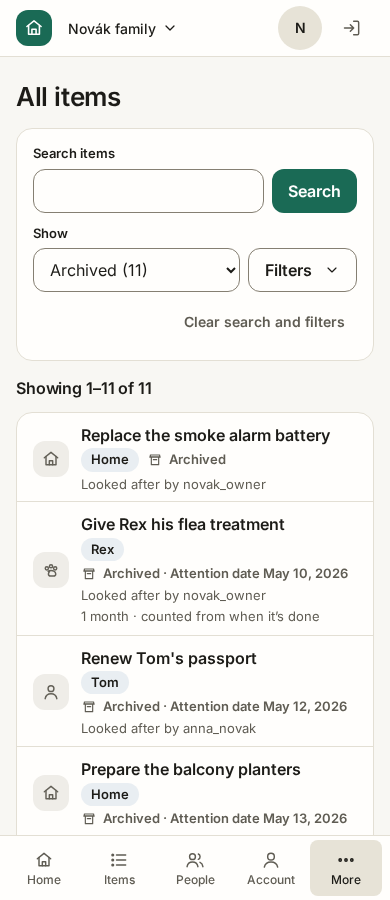 Novák family
N
All items
Search items
Search
Show
Archived (11)
Filters
Clear search and filters
Showing 1–11 of 11
Replace the smoke alarm battery
Home
Archived
Looked after by novak_owner
Give Rex his flea treatment
Rex
Archived · Attention date May 10, 2026
Looked after by novak_owner
1 month · counted from when it’s done
Renew Tom's passport
Tom
Archived · Attention date May 12, 2026
Looked after by anna_novak
Prepare the balcony planters
Home
Archived · Attention date May 13, 2026
Home
Items
People
Account
More